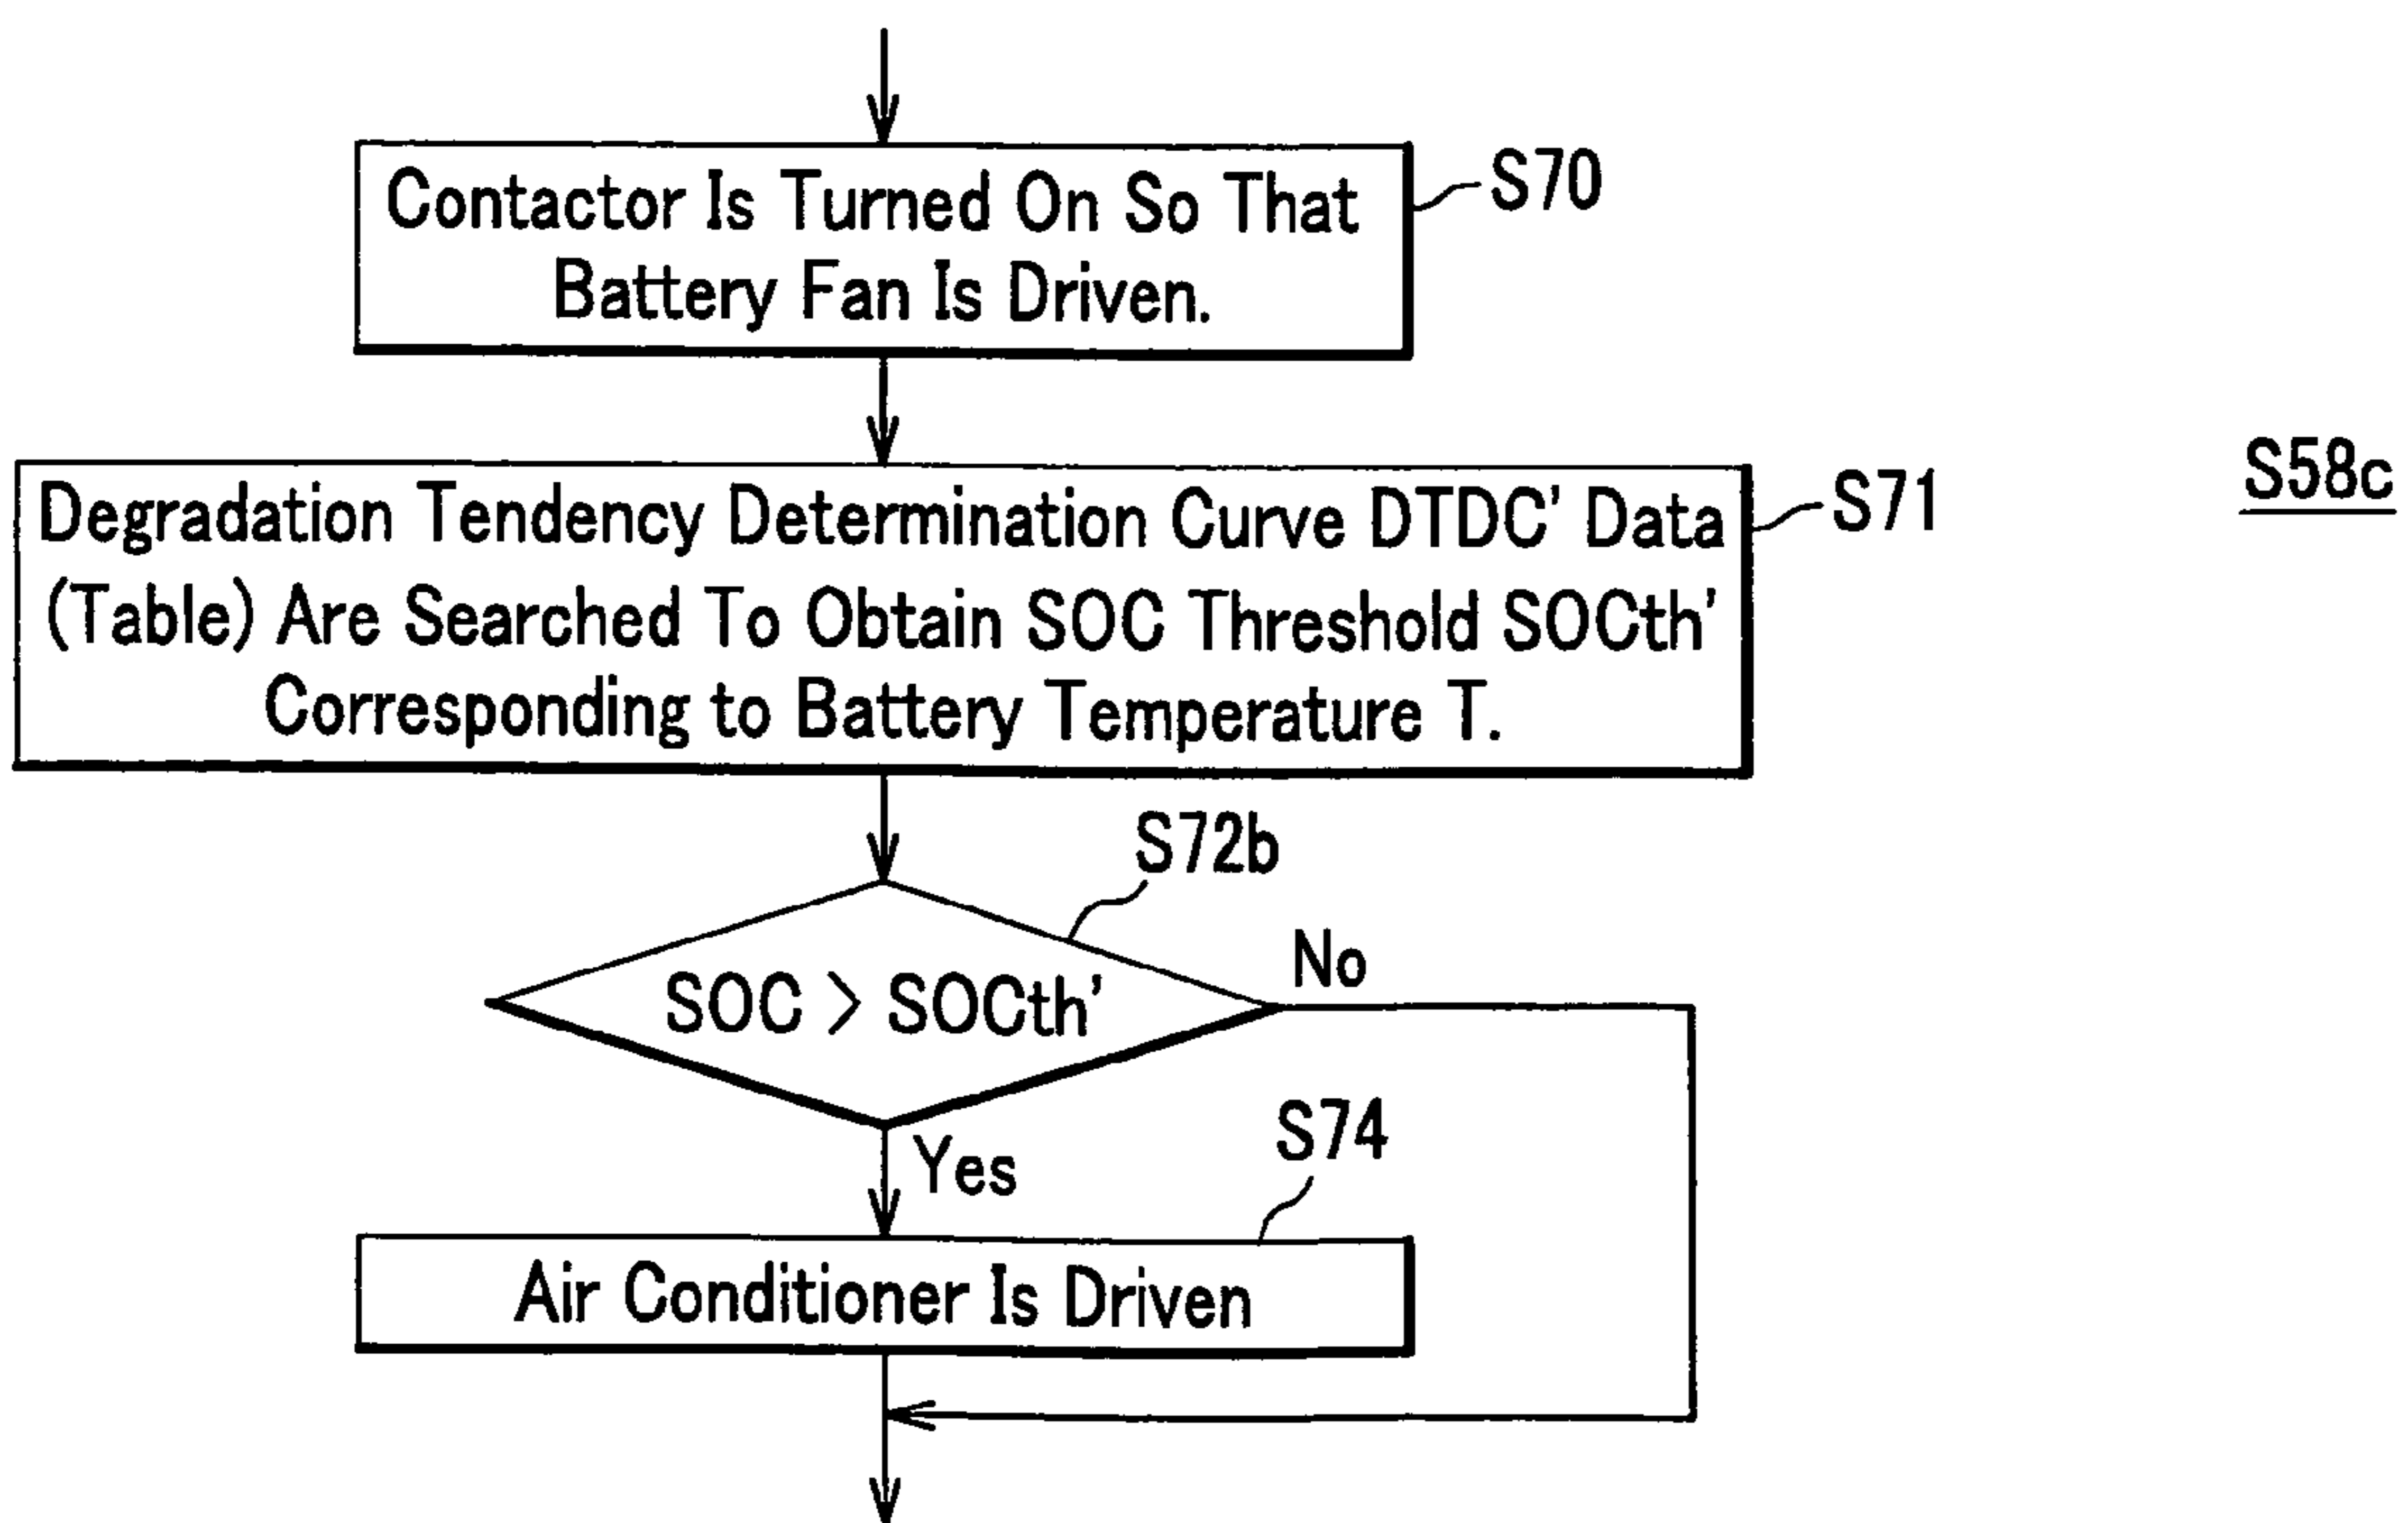 Contactor Is Turned On So That
Battery Fan Is Driven.
S70
Degradation Tendency Determination Curve DTDC' Data
(Table) Are Searched To Obtain SOC Threshold SOCth'
Corresponding to Battery Temperature T.
S71
S58c
S72b
SOC > SOCth'
No
Yes
S74
Air Conditioner Is Driven